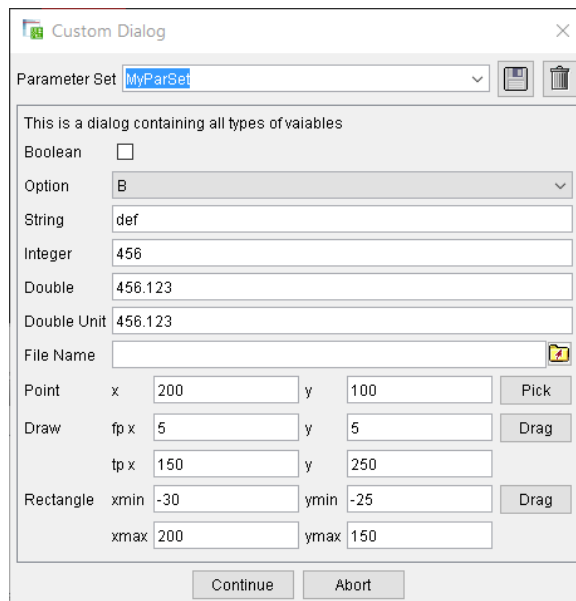 Custom Dialog
Parameter Set MyParSet
This is a dialog containing all types of vaiables
Boolean
Option B
String def
Integer 456
Double 456.123
Double Unit 456.123
File Name
Point x 200 y 100 Pick
Draw fp x 5 y 5 Drag
tp x 150 y 250
Rectangle xmin -30 ymin -25 Drag
xmax 200 ymax 150
Continue Abort